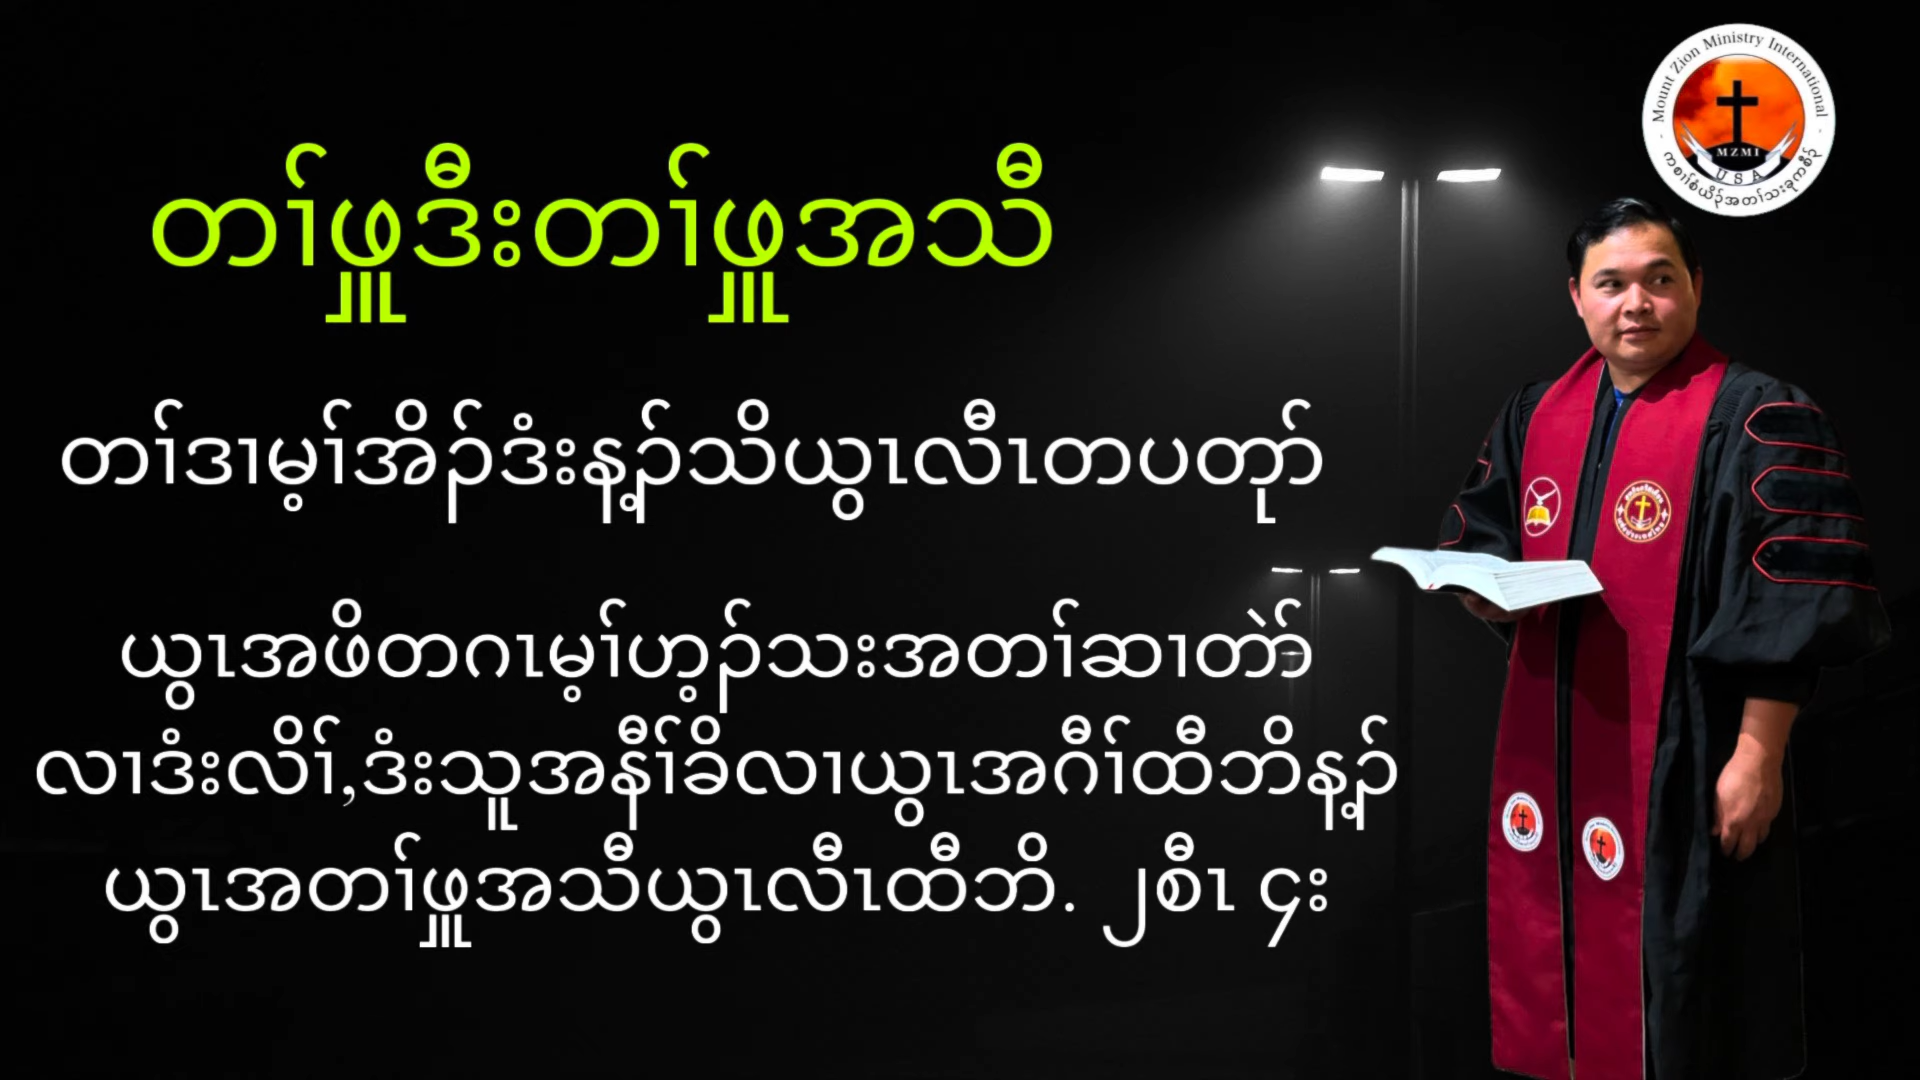 Mount Zion Ministry International
MZMI
USA
တၢ်ဖှူဒီးတၢ်ဖှူအသီ
တၢ်ဒၢမ့ၢ်အိၣ်ဒံးန့ၣ်သိယွၤလီၤတပတုာ်
ယွၤအဖိတဂၤမ့ၢ်ဟ့ၣ်သးအတၢ်ဆၢတဲာ်
လၢဒံးလိၢ်,ဒံးသူအနီၢ်ခိလၢယွၤအဂီၢ်ထီဘိန့ၣ်
ယွၤအတၢ်ဖှူအသီယွၤလီၤထီဘိ. ၂စီၤ ၄း